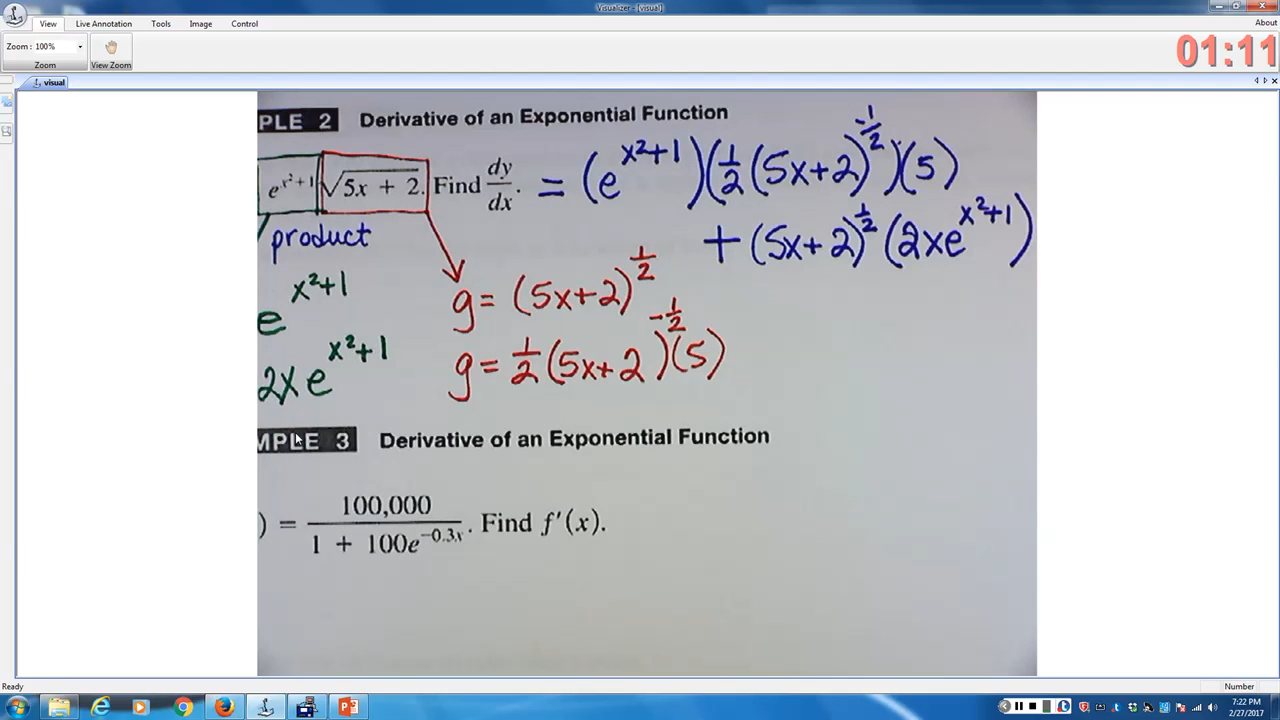 Visualizer - [visual]
View Live Annotation Tools Image Control About
Zoom : 100%
View Zoom
Zoom Zoom
01:11
visual
PLE 2 Derivative of an Exponential Function
e^{x²+1} √(5x + 2). Find dy/dx. = (e^{x²+1})(½(5x+2)^{-½})(5)
product + (5x+2)^{½}(2xe^{x²+1})
e^{x²+1} g = (5x+2)^{½}
2xe^{x²+1} g = ½(5x+2)^{-½}(5)
MPLE 3 Derivative of an Exponential Function
) = 100,000 / (1 + 100e^{-0.3x}). Find f'(x).
Ready Number
7:22 PM
2/27/2017